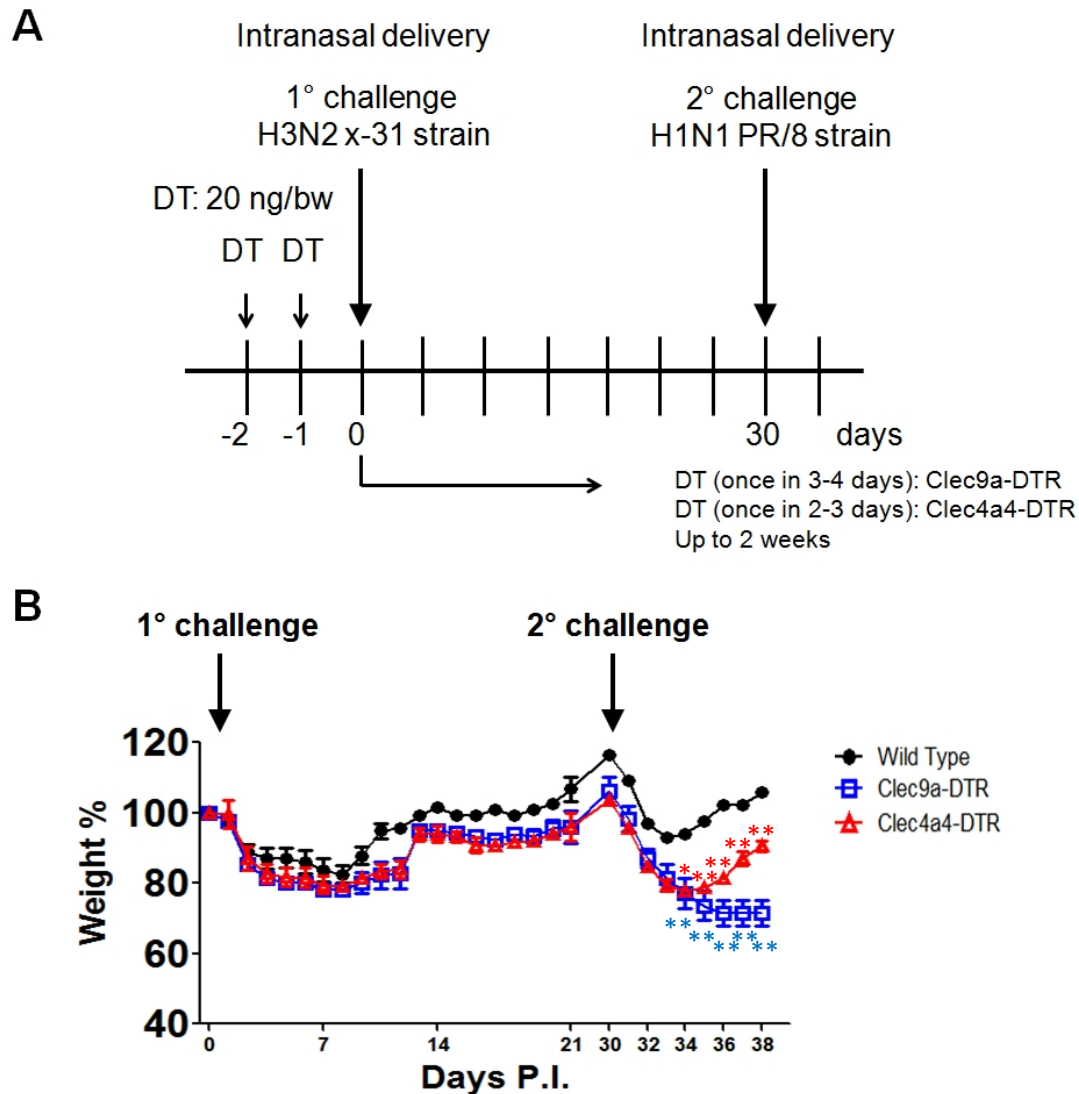 A
Intranasal delivery Intranasal delivery
1° challenge 2° challenge
H3N2 x-31 strain H1N1 PR/8 strain
DT: 20 ng/bw
DT DT
-2 -1 0 30 days
DT (once in 3-4 days): Clec9a-DTR
DT (once in 2-3 days): Clec4a4-DTR
Up to 2 weeks
B
1° challenge 2° challenge
120
100
80
60
40
Weight %
Wild Type
Clec9a-DTR
Clec4a4-DTR
* ** ** ** **
** ** ** ** **
0 7 14 21 30 32 34 36 38
Days P.I.